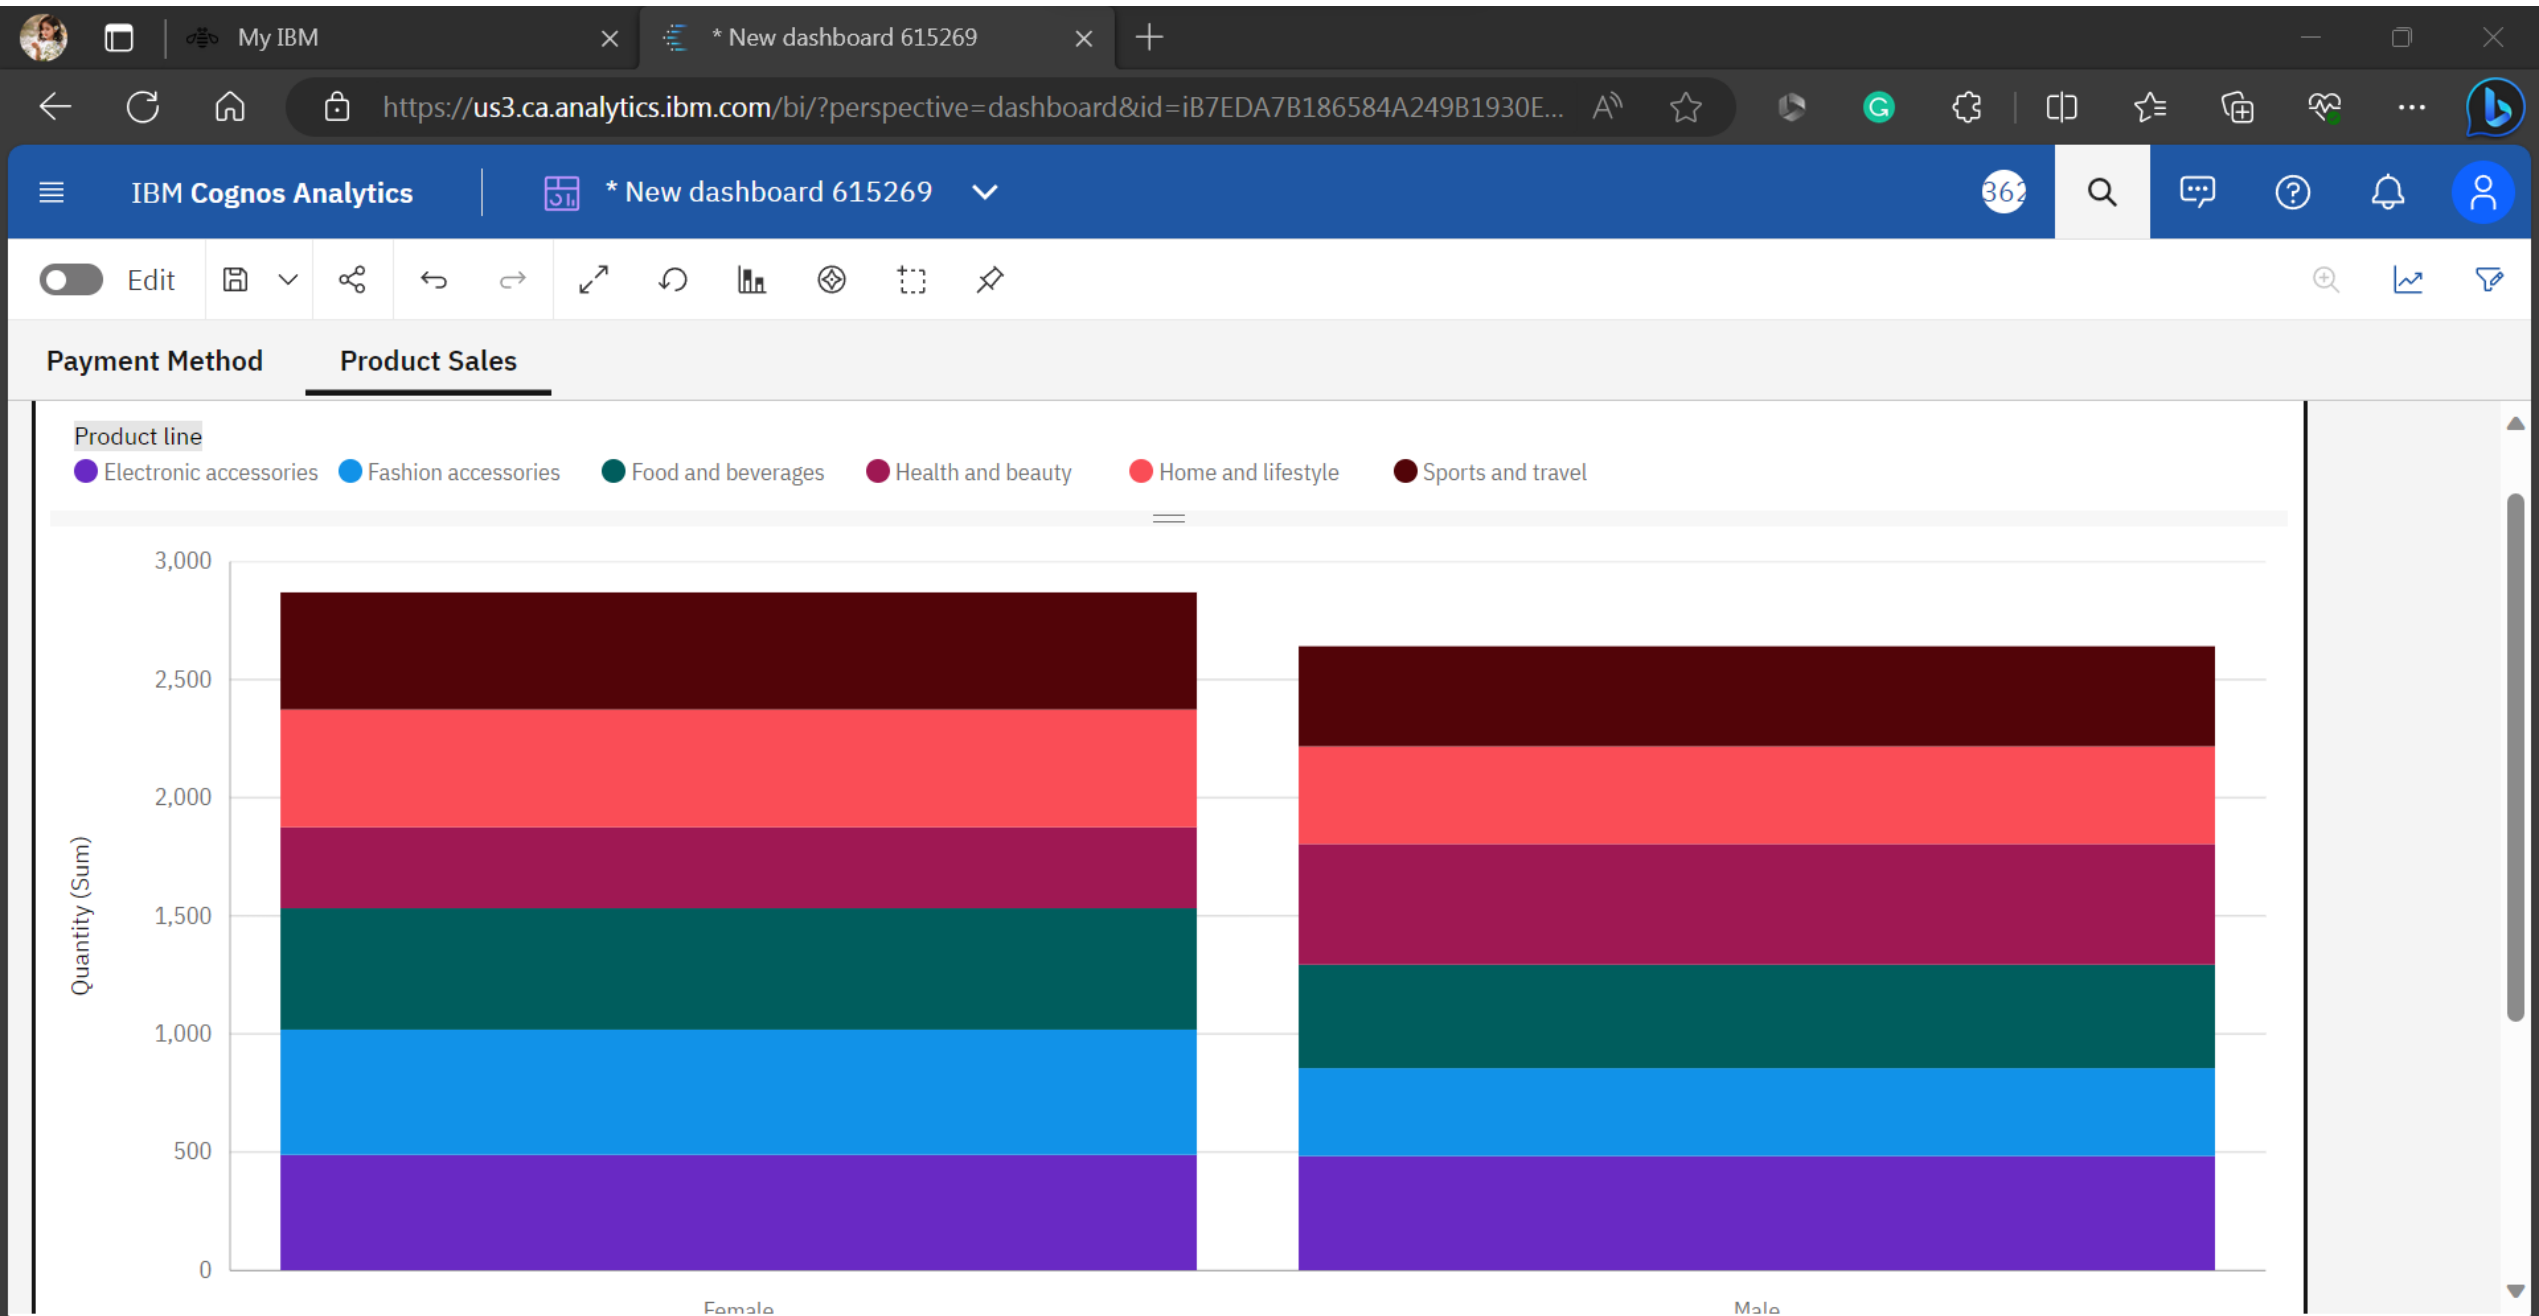 My IBM
* New dashboard 615269
https://us3.ca.analytics.ibm.com/bi/?perspective=dashboard&id=iB7EDA7B186584A249B1930E...
IBM Cognos Analytics
* New dashboard 615269
362
Edit
Payment Method
Product Sales
Product line
Electronic accessories
Fashion accessories
Food and beverages
Health and beauty
Home and lifestyle
Sports and travel
3,000
2,500
2,000
1,500
1,000
500
0
Quantity (Sum)
Female
Male